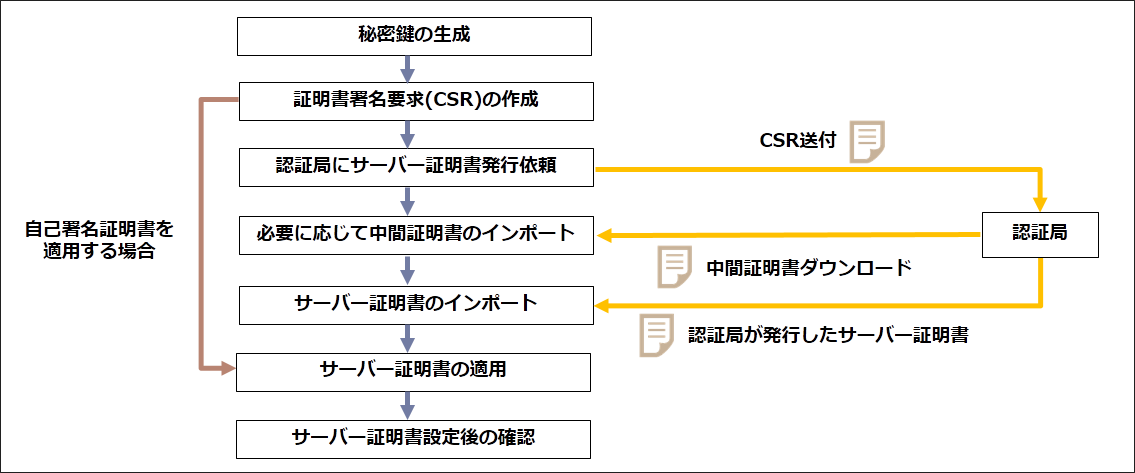 秘密鍵の生成
証明書署名要求(CSR)の作成
CSR送付
認証局にサーバー証明書発行依頼
自己署名証明書を
適用する場合
必要に応じて中間証明書のインポート
認証局
中間証明書ダウンロード
サーバー証明書のインポート
認証局が発行したサーバー証明書
サーバー証明書の適用
サーバー証明書設定後の確認